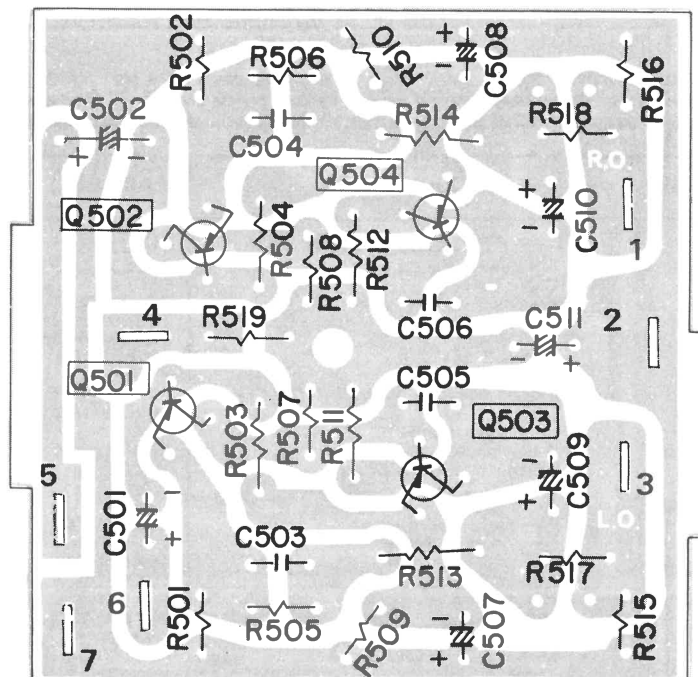 R502
R506
R510
+
-
C508
R516
C502
+
-
C504
R514
R518
R.O.
Q504
Q502
R504
R508
R512
+
-
C510
1
4
R519
C506
C511
-
+
2
Q501
R503
R507
R511
C505
Q503
-
+
C509
3
5
C501
-
+
C503
L.O.
R513
R517
6
R501
R505
R509
-
+
C507
R515
7